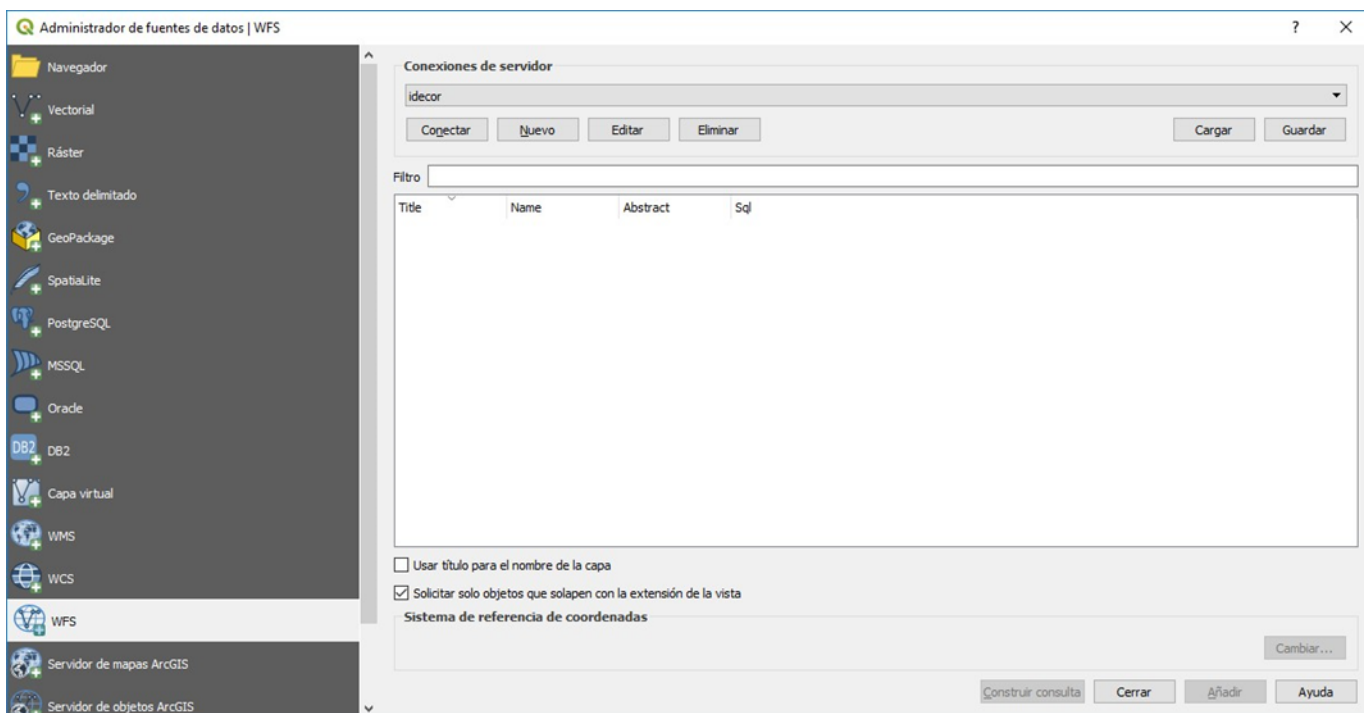 Administrador de fuentes de datos | WFS
?
Navegador
Vectorial
Ráster
Texto delimitado
GeoPackage
SpatiaLite
PostgreSQL
MSSQL
Oracle
DB2 DB2
Capa virtual
WMS
WCS
WFS
Servidor de mapas ArcGIS
Servidor de objetos ArcGIS
Conexiones de servidor
idecor
Conectar Nuevo Editar Eliminar Cargar Guardar
Filtro
Title Name Abstract Sql
Usar título para el nombre de la capa
Solicitar solo objetos que solapen con la extensión de la vista
Sistema de referencia de coordenadas
Cambiar...
Construir consulta Cerrar Añadir Ayuda